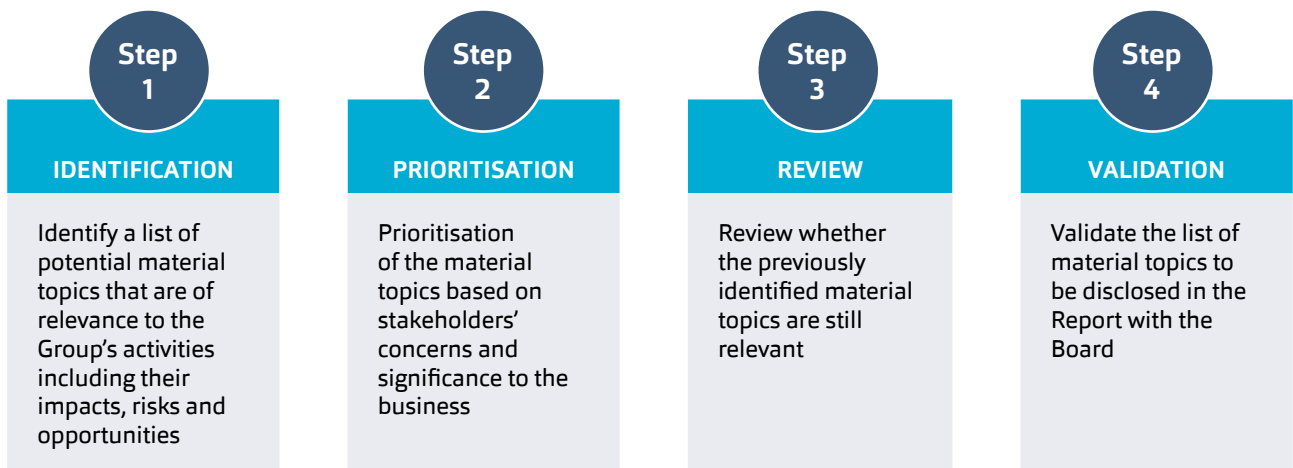 Step
1
IDENTIFICATION
Identify a list of
potential material
topics that are of
relevance to the
Group’s activities
including their
impacts, risks and
opportunities
Step
2
PRIORITISATION
Prioritisation
of the material
topics based on
stakeholders’
concerns and
significance to the
business
Step
3
REVIEW
Review whether
the previously
identified material
topics are still
relevant
Step
4
VALIDATION
Validate the list of
material topics to
be disclosed in the
Report with the
Board